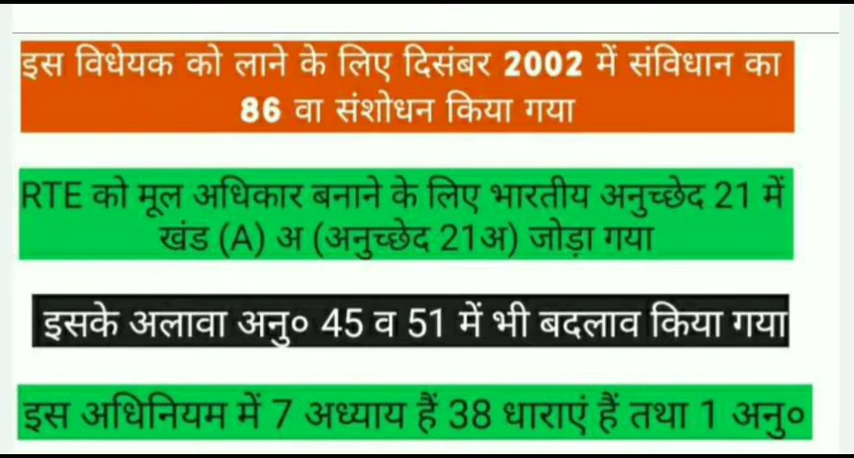 इस विधेयक को लाने के लिए दिसंबर 2002 में संविधान का
86 वा संशोधन किया गया
RTE को मूल अधिकार बनाने के लिए भारतीय अनुच्छेद 21 में
खंड (A) अ (अनुच्छेद 21अ) जोड़ा गया
इसके अलावा अनु० 45 व 51 में भी बदलाव किया गया
इस अधिनियम में 7 अध्याय हैं 38 धाराएं हैं तथा 1 अनु०